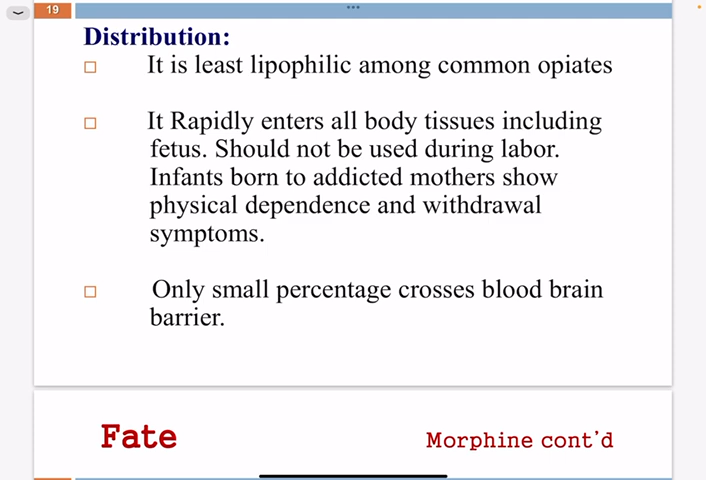 19
Distribution:
It is least lipophilic among common opiates
It Rapidly enters all body tissues including
fetus. Should not be used during labor.
Infants born to addicted mothers show
physical dependence and withdrawal
symptoms.
Only small percentage crosses blood brain
barrier.
Fate
Morphine cont'd